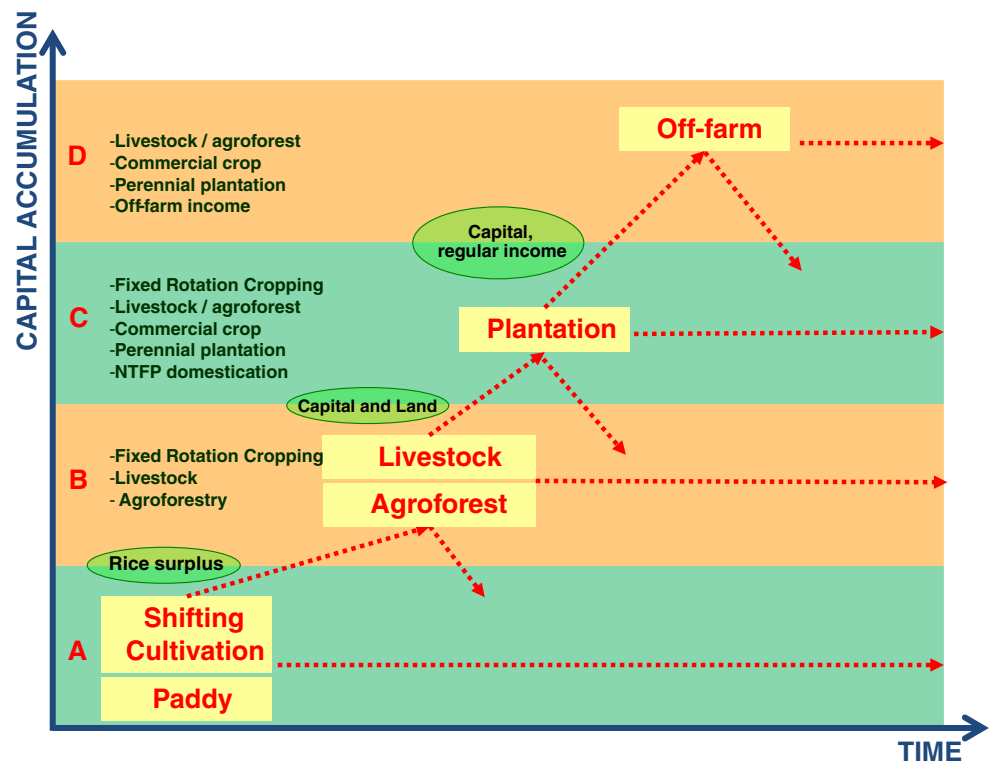 CAPITAL ACCUMULATION
D
-Livestock / agroforest
-Commercial crop
-Perennial plantation
-Off-farm income
Off-farm
Capital,
regular income
C
-Fixed Rotation Cropping
-Livestock / agroforest
-Commercial crop
-Perennial plantation
-NTFP domestication
Plantation
Capital and Land
B
-Fixed Rotation Cropping
-Livestock
- Agroforestry
Livestock
Agroforest
Rice surplus
A
Shifting
Cultivation
Paddy
TIME